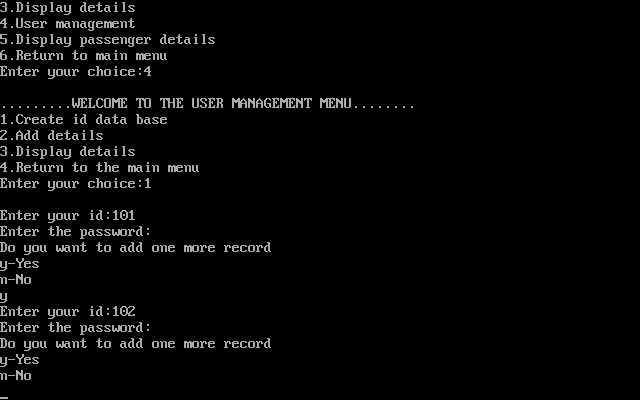 3.Display details
4.User management
5.Display passenger details
6.Return to main menu
Enter your choice:4
.........WELCOME TO THE USER MANAGEMENT MENU........
1.Create id data base
2.Add details
3.Display details
4.Return to the main menu
Enter your choice:1
Enter your id:101
Enter the password:
Do you want to add one more record
y-Yes
n-No
y
Enter your id:102
Enter the password:
Do you want to add one more record
y-Yes
n-No